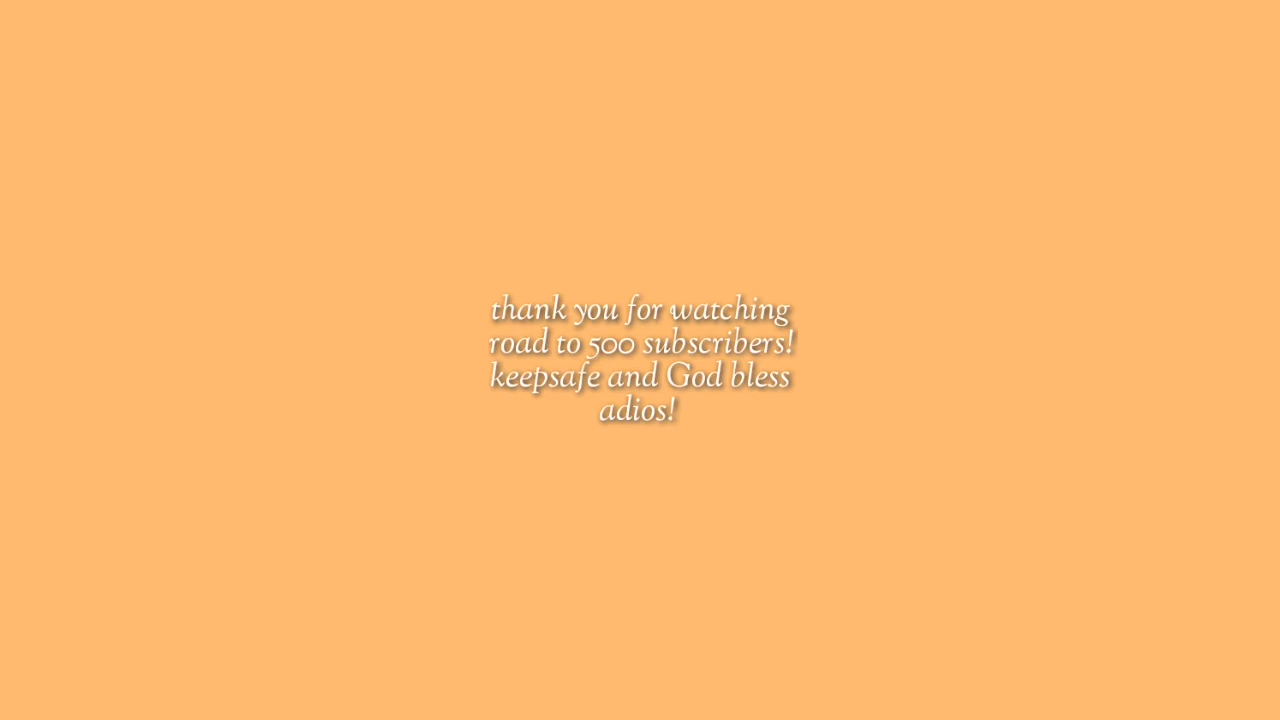 thank you for watching
road to 500 subscribers!
keepsafe and God bless
adios!